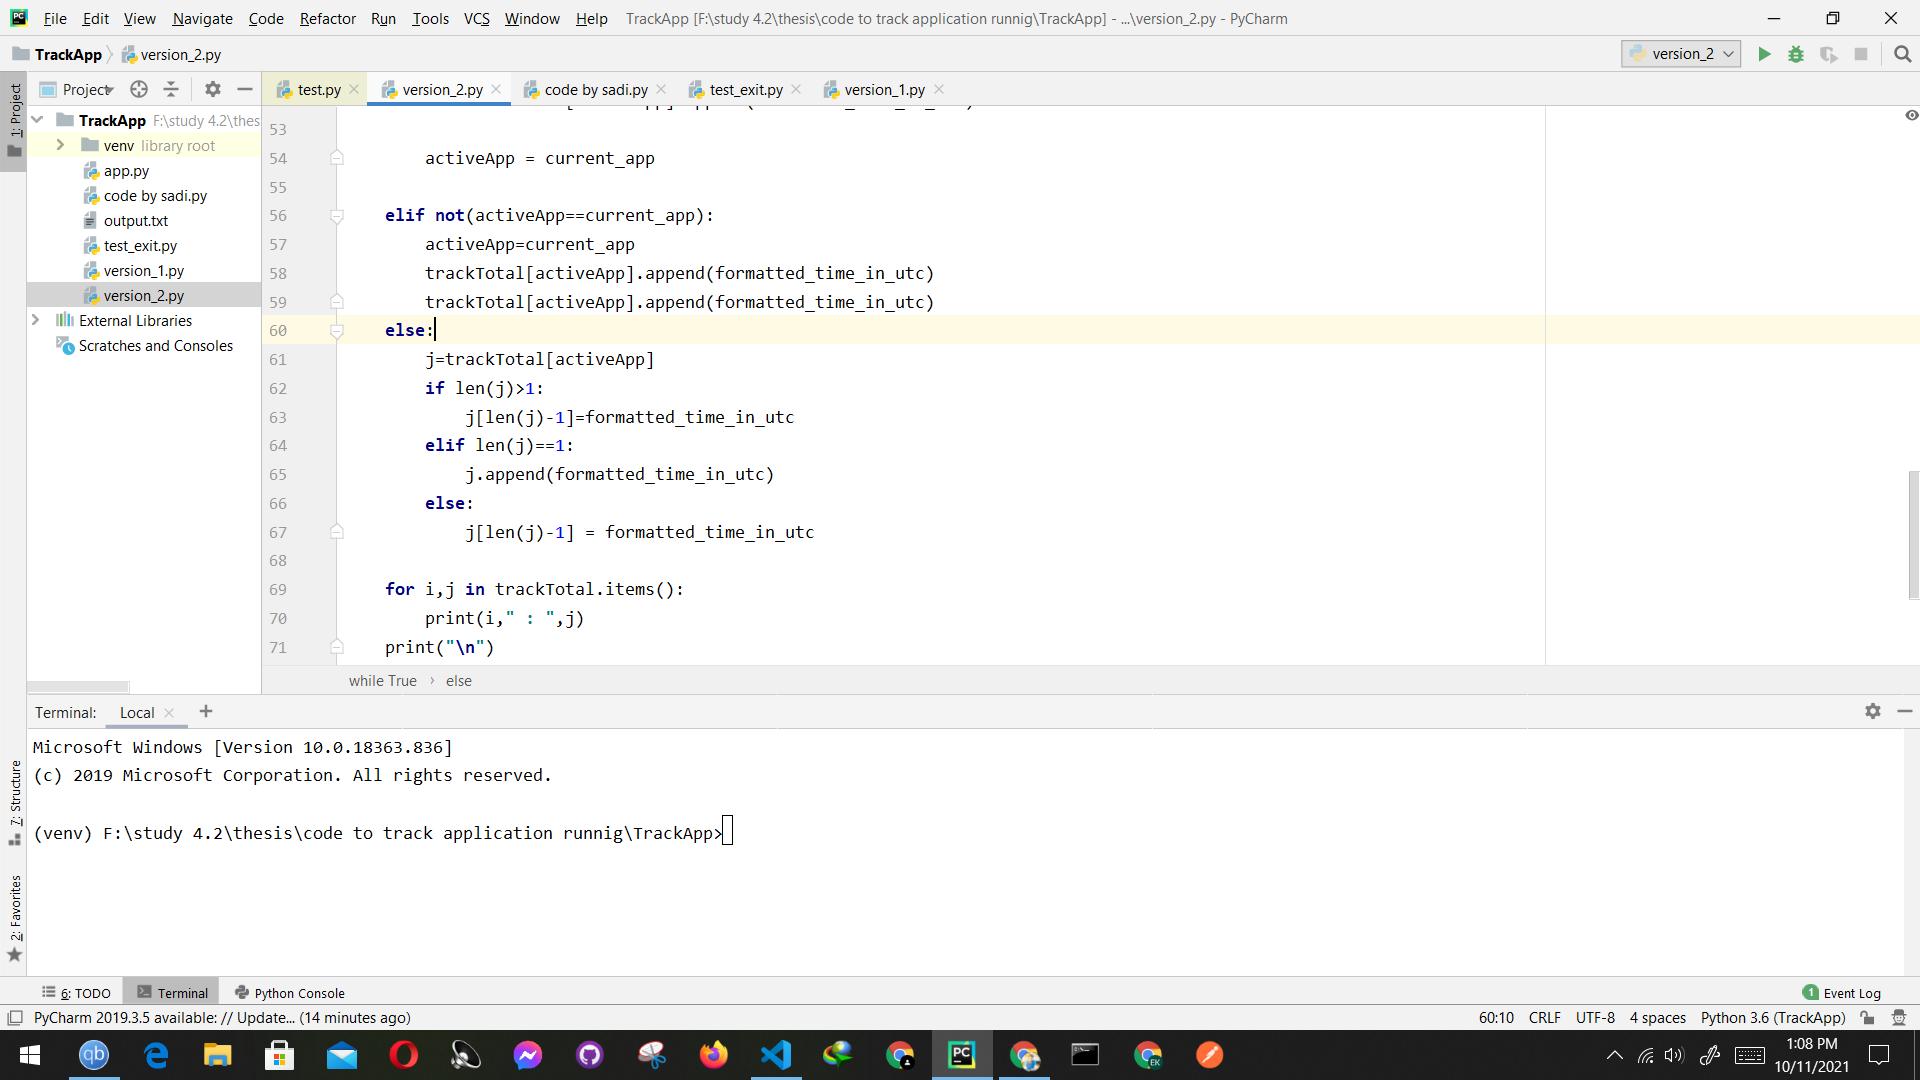 File Edit View Navigate Code Refactor Run Tools VCS Window Help TrackApp [F:\study 4.2\thesis\code to track application runnig\TrackApp] - ...\version_2.py - PyCharm
TrackApp version_2.py version_2
1: Project
Project
test.py version_2.py code by sadi.py test_exit.py version_1.py
TrackApp F:\study 4.2\thes
venv library root
app.py
code by sadi.py
output.txt
test_exit.py
version_1.py
version_2.py
External Libraries
Scratches and Consoles
53
54 activeApp = current_app
55
56 elif not(activeApp==current_app):
57 activeApp=current_app
58 trackTotal[activeApp].append(formatted_time_in_utc)
59 trackTotal[activeApp].append(formatted_time_in_utc)
60 else:
61 j=trackTotal[activeApp]
62 if len(j)>1:
63 j[len(j)-1]=formatted_time_in_utc
64 elif len(j)==1:
65 j.append(formatted_time_in_utc)
66 else:
67 j[len(j)-1] = formatted_time_in_utc
68
69 for i,j in trackTotal.items():
70 print(i," : ",j)
71 print("\n")
while True › else
Terminal: Local
Microsoft Windows [Version 10.0.18363.836]
(c) 2019 Microsoft Corporation. All rights reserved.
(venv) F:\study 4.2\thesis\code to track application runnig\TrackApp>
7: Structure
2: Favorites
6: TODO Terminal Python Console 1 Event Log
PyCharm 2019.3.5 available: // Update... (14 minutes ago) 60:10 CRLF UTF-8 4 spaces Python 3.6 (TrackApp)
qb PC EK
1:08 PM
10/11/2021